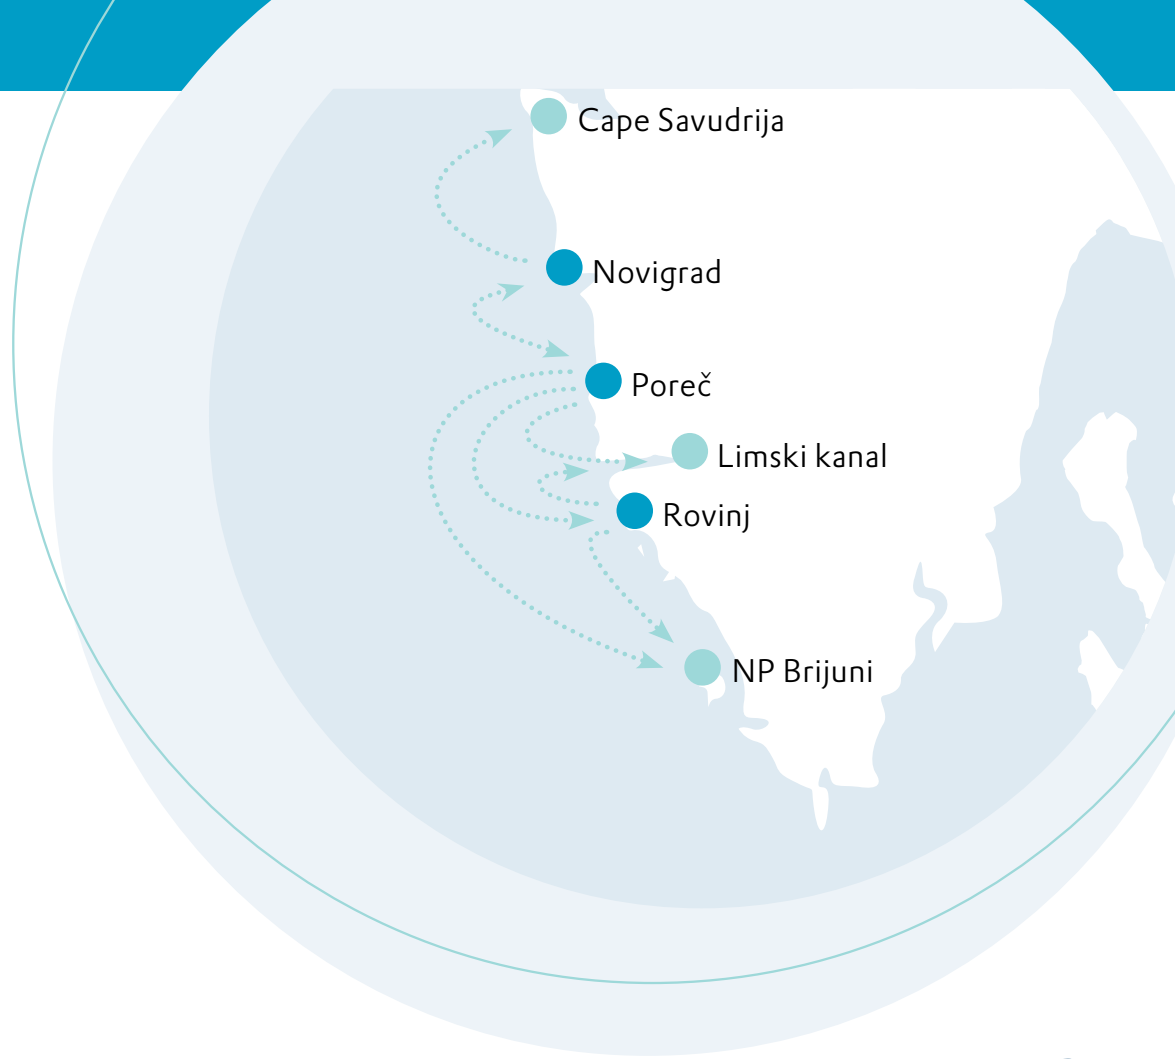 Cape Savudrija
Novigrad
Poreč
Limski kanal
Rovinj
NP Brijuni